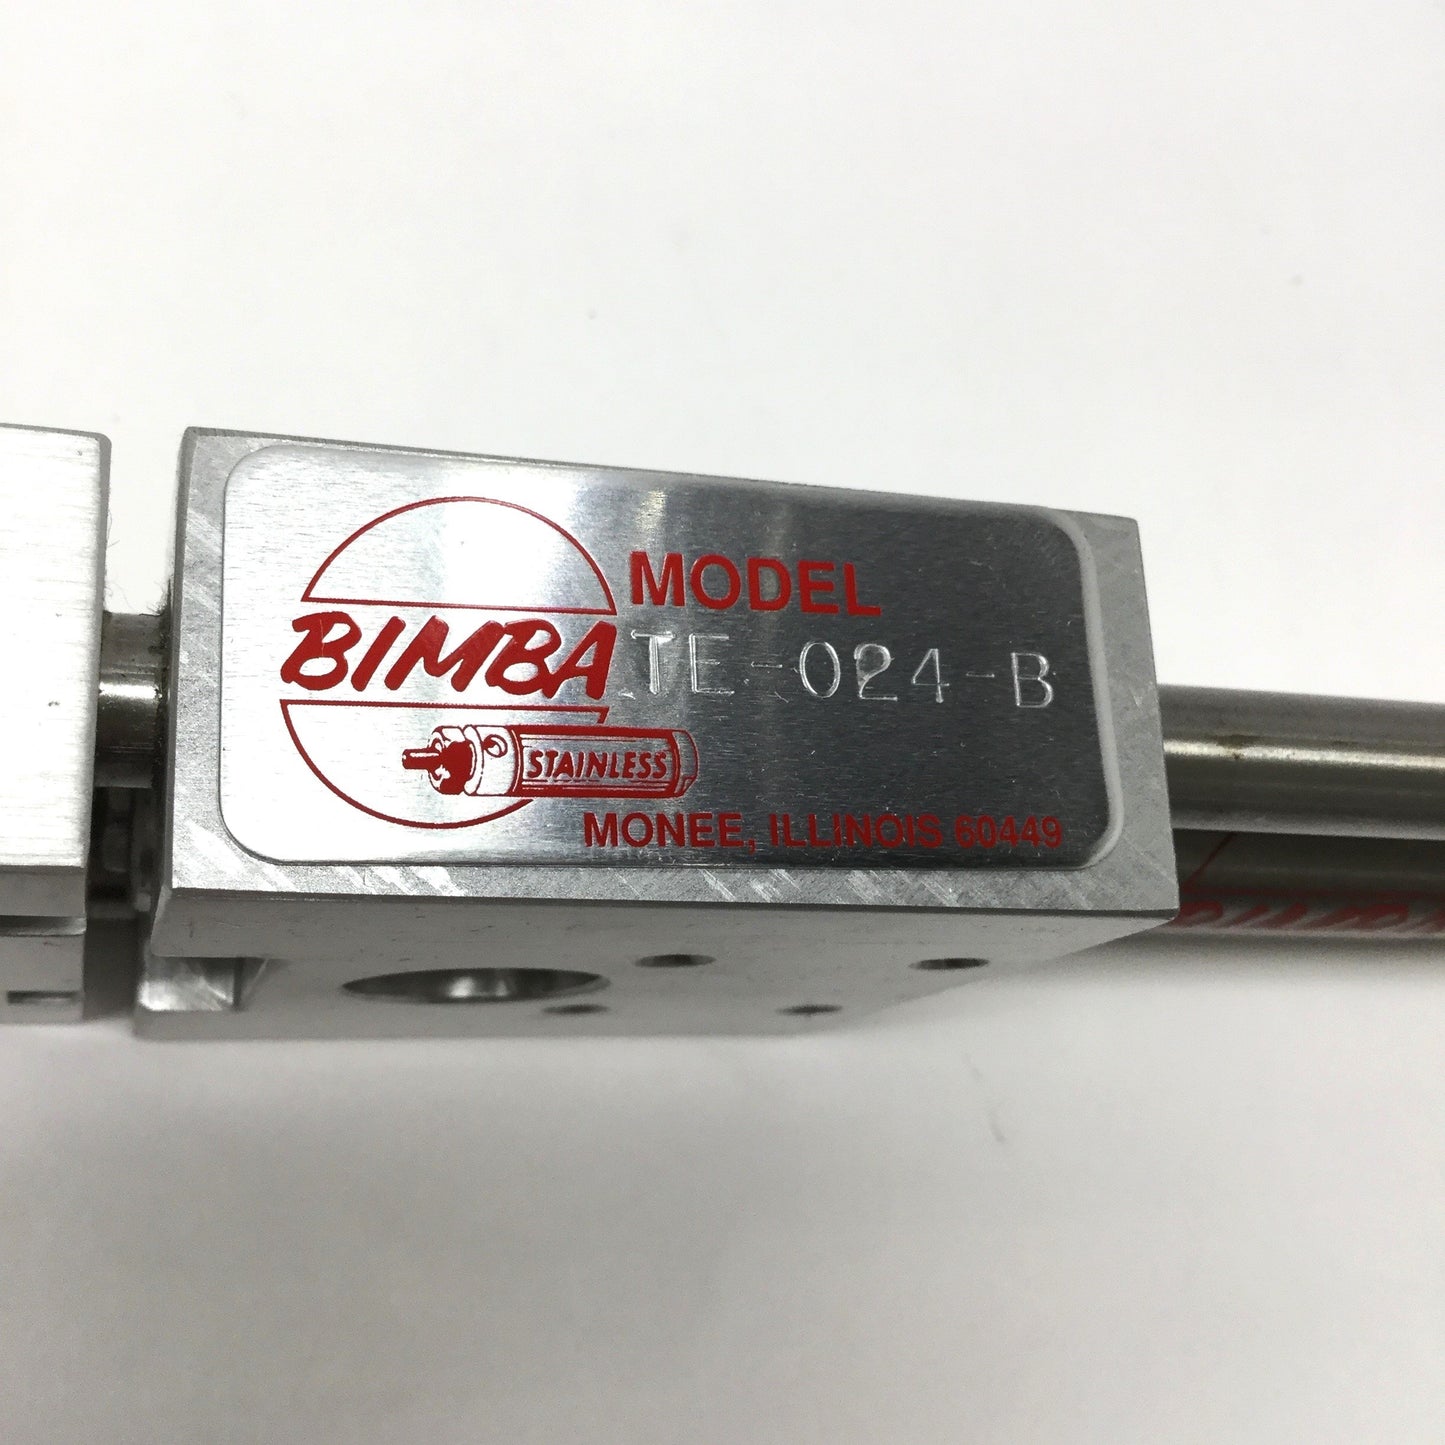 MODEL
BIMBA
TE-024-B
STAINLESS
MONEE, ILLINOIS 60449